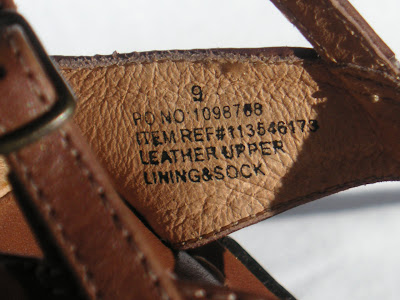 9
PO NO:1098768
ITEM REF#113546173
LEATHER UPPER
LINING&SOCK